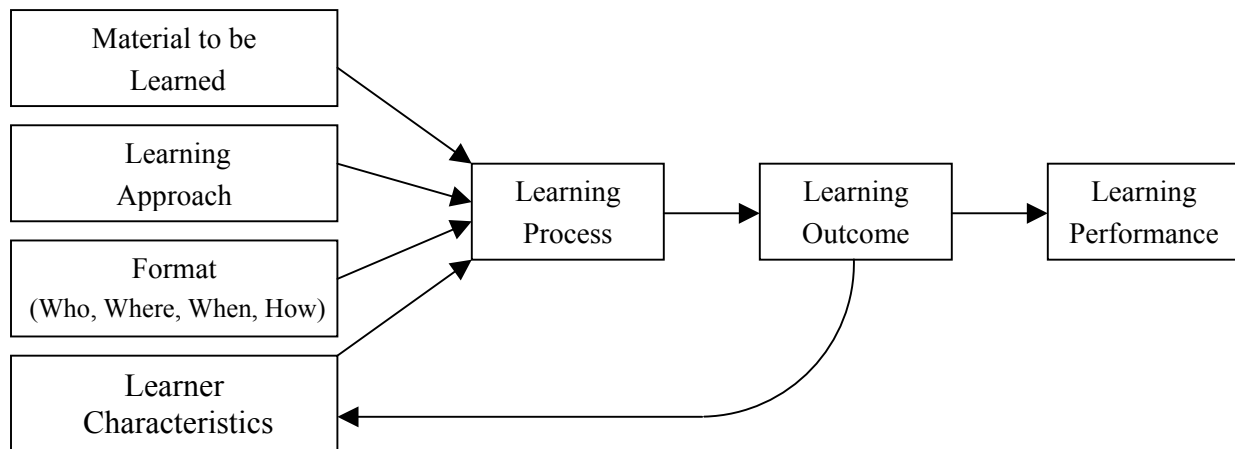 Material to be
Learned
Learning
Approach
Format
(Who, Where, When, How)
Learner
Characteristics
Learning
Process
Learning
Outcome
Learning
Performance